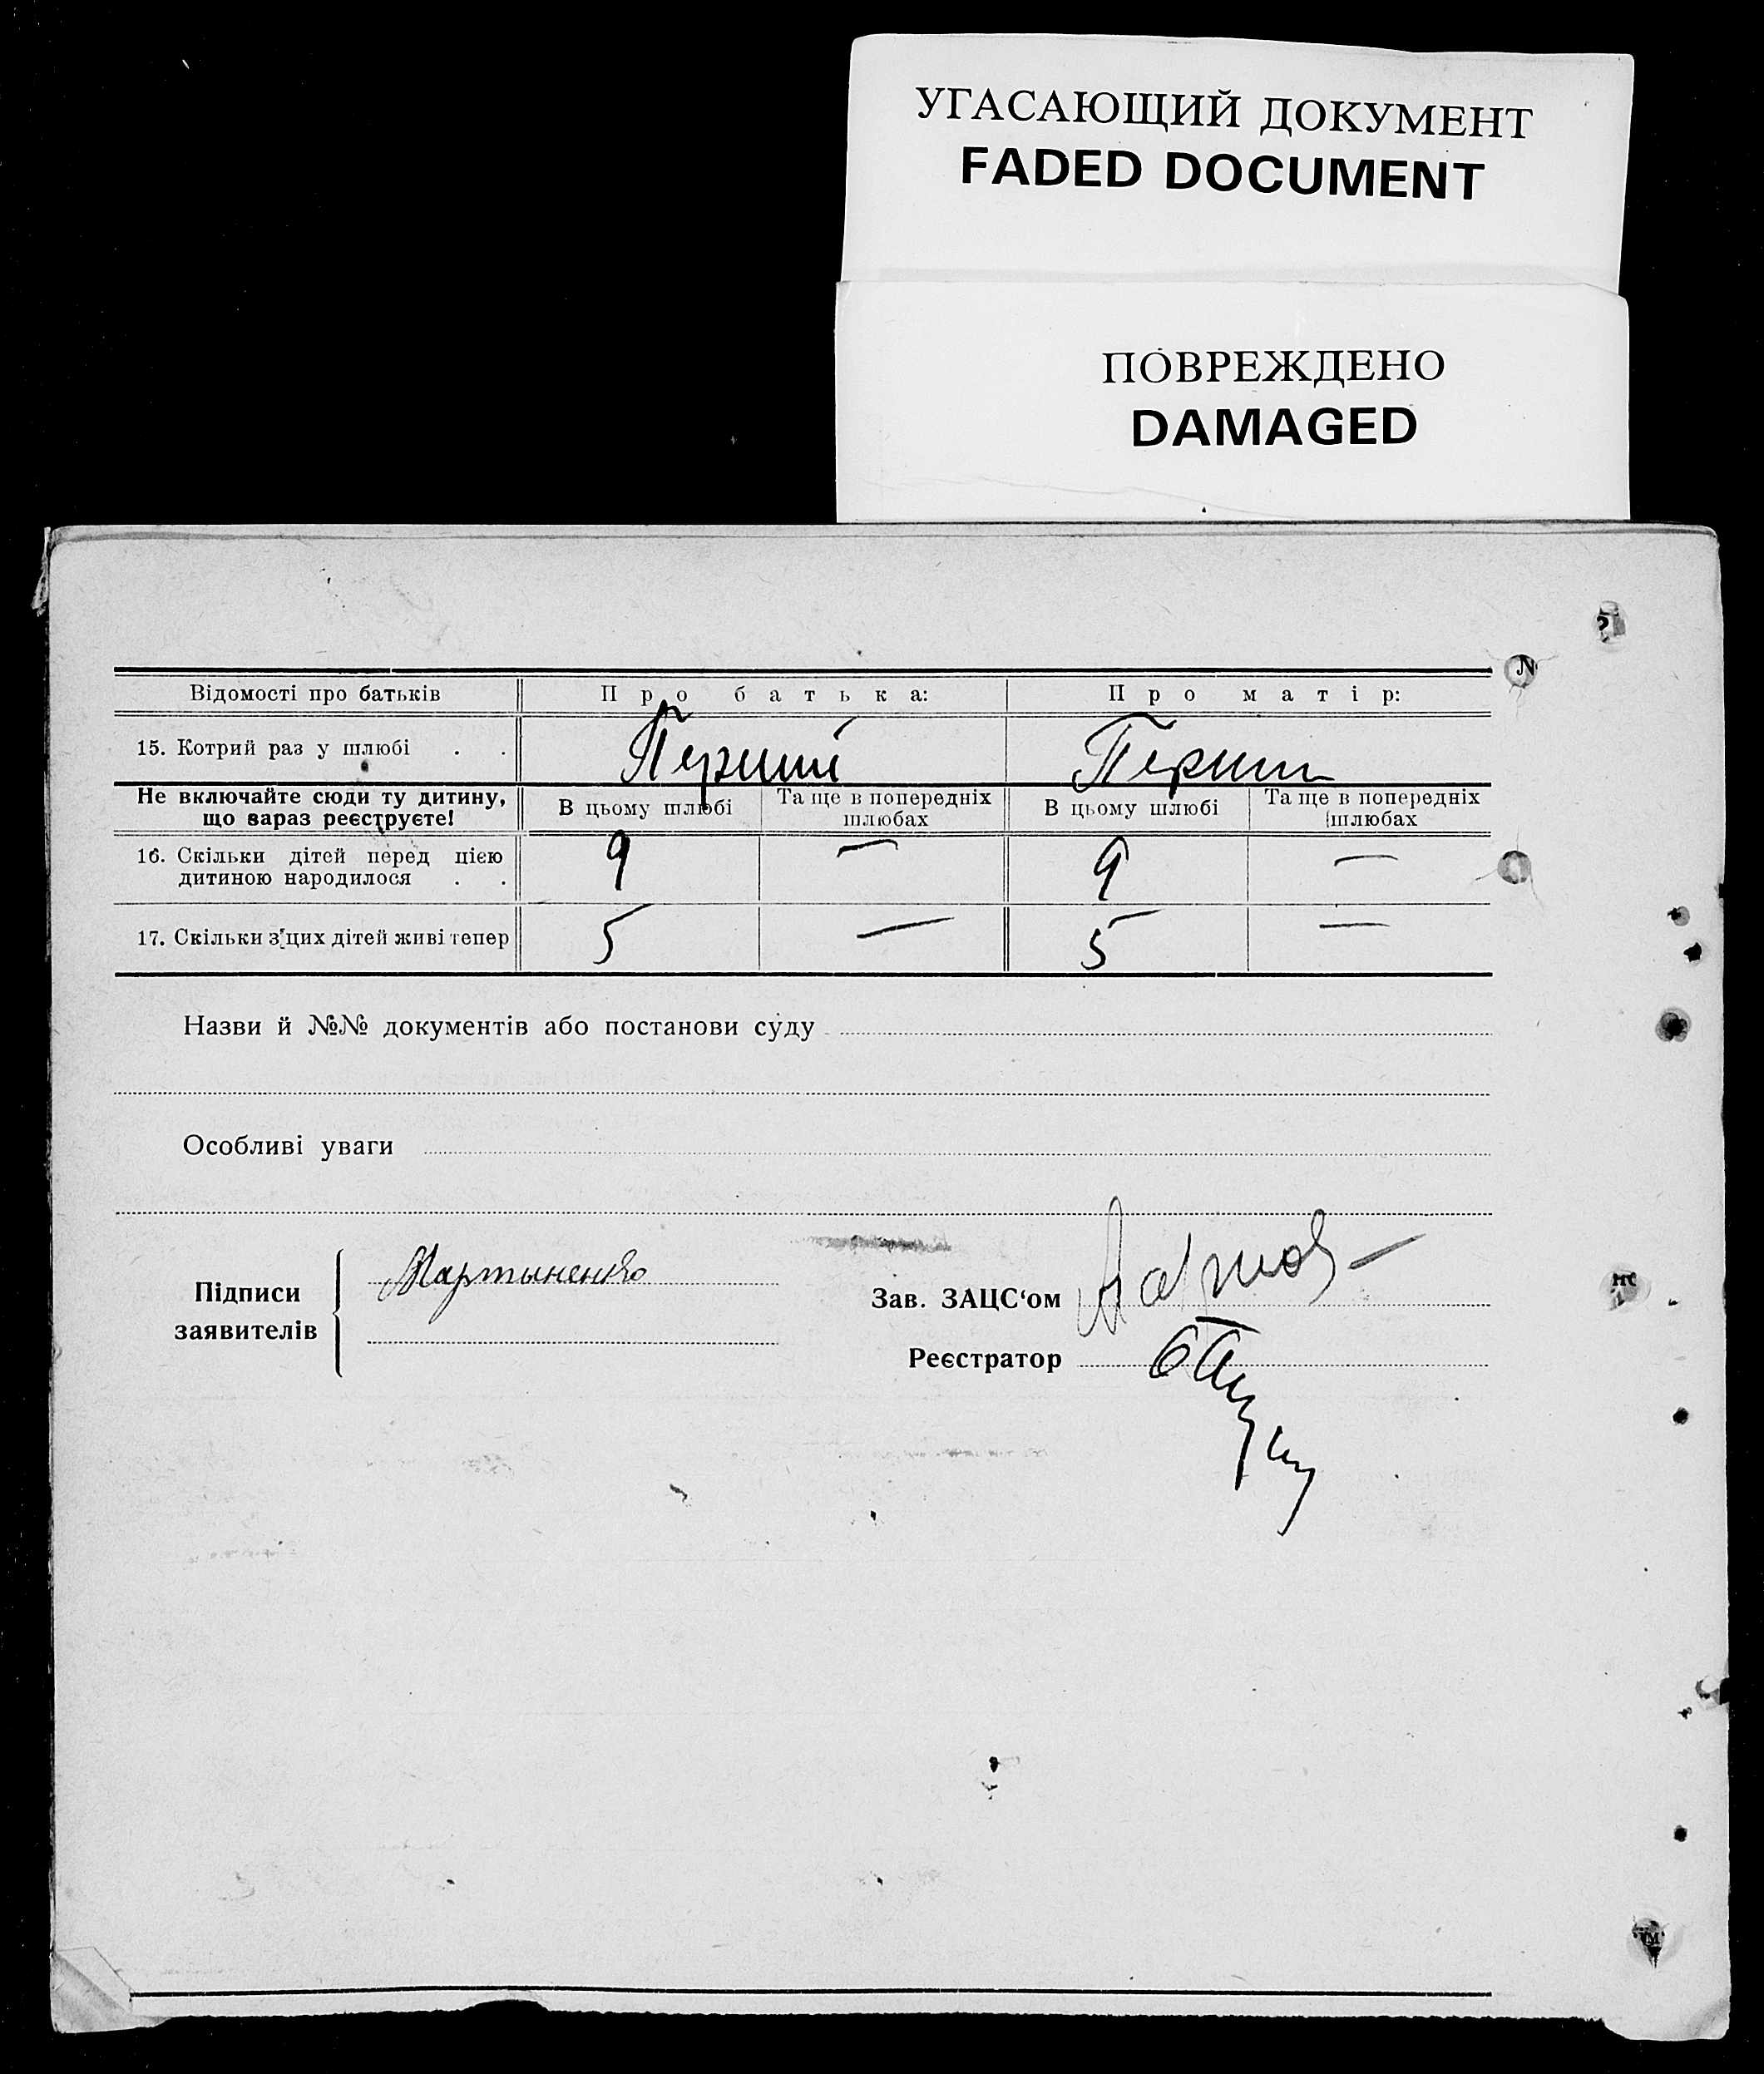 УГАСАЮЩИЙ ДОКУМЕНТ
FADED DOCUMENT
ПОВРЕЖДЕНО
DAMAGED
Відомості про батьків Про батька: Про матір:
15. Котрий раз у шлюбі . . Перший Перший
Не включайте сюди ту дитину, що зараз реєструєте! В цьому шлюбі Та ще в попередніх шлюбах В цьому шлюбі Та ще в попередніх шлюбах
16. Скільки дітей перед цією 9 — 9 —
дитиною народилося . .
17. Скільки з цих дітей живі тепер 5 — 5 —
Назви й №№ документів або постанови суду
Особливі уваги
Підписи заявителів Мартыненко
Зав. ЗАЦС‘ом
Реєстратор